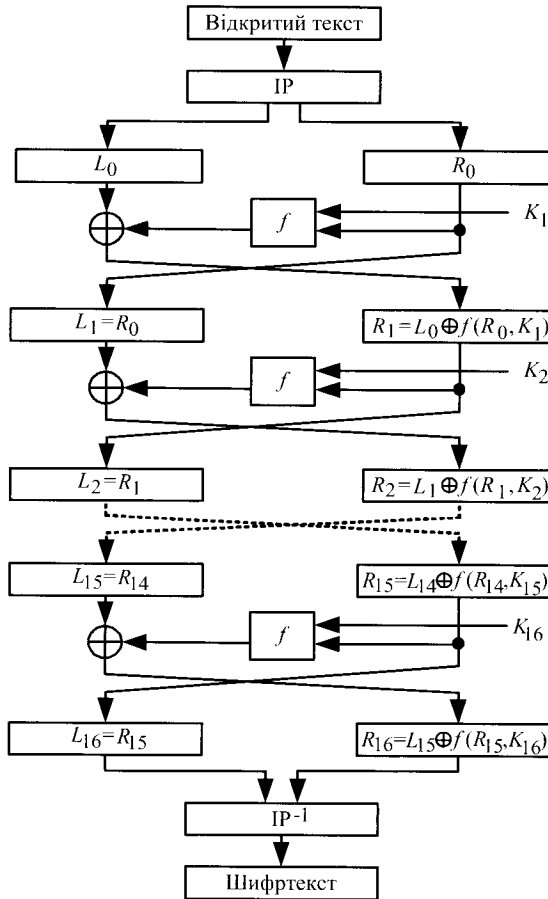 Відкритий текст
IP
L₀
R₀
f
K₁
L₁=R₀
R₁=L₀⊕f(R₀,K₁)
f
K₂
L₂=R₁
R₂=L₁⊕f(R₁,K₂)
L₁₅=R₁₄
R₁₅=L₁₄⊕f(R₁₄,K₁₅)
f
K₁₆
L₁₆=R₁₅
R₁₆=L₁₅⊕f(R₁₅,K₁₆)
IP⁻¹
Шифртекст